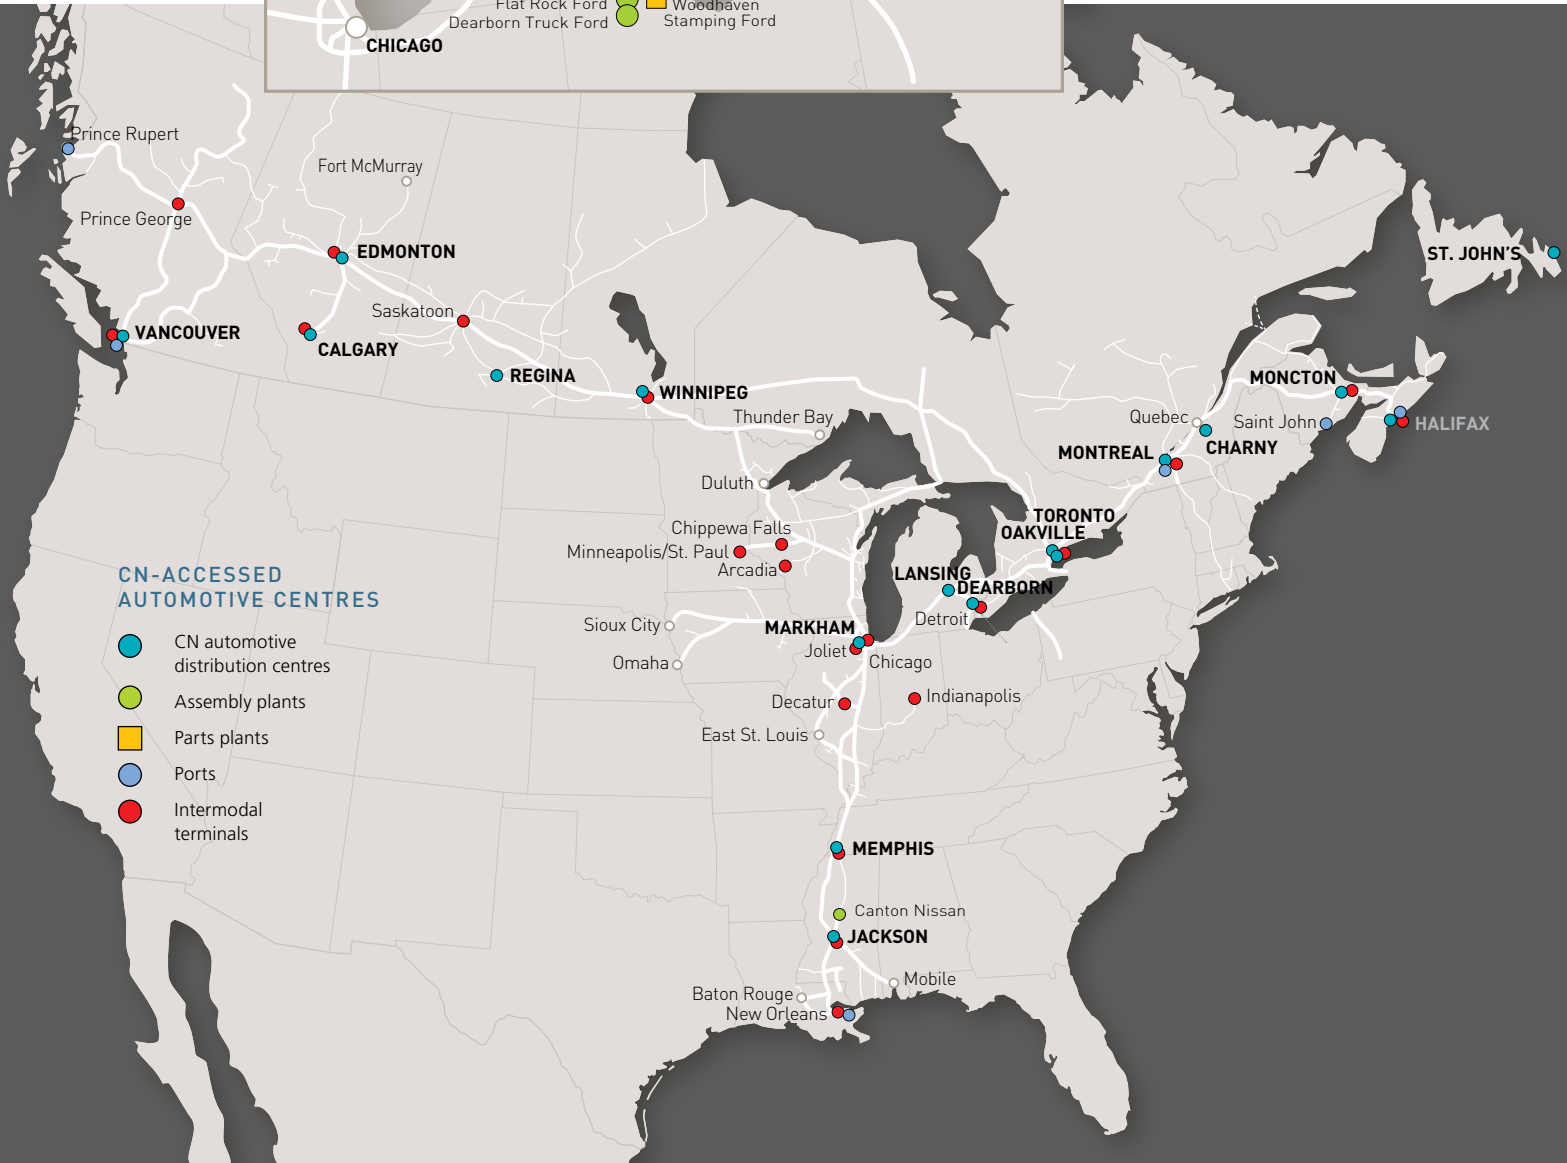 Flat Rock Ford
Woodhaven
Dearborn Truck Ford
Stamping Ford
CHICAGO
Prince Rupert
Fort McMurray
Prince George
EDMONTON
ST. JOHN'S
Saskatoon
VANCOUVER
CALGARY
REGINA
WINNIPEG
MONCTON
Thunder Bay
Quebec
Saint John
HALIFAX
CHARNY
MONTREAL
Duluth
TORONTO
Chippewa Falls
OAKVILLE
Minneapolis/St. Paul
Arcadia
LANSING
DEARBORN
CN-ACCESSED
AUTOMOTIVE CENTRES
Detroit
Sioux City
MARKHAM
Joliet
Omaha
Chicago
CN automotive
distribution centres
Assembly plants
Parts plants
Ports
Intermodal
terminals
Decatur
Indianapolis
East St. Louis
MEMPHIS
Canton Nissan
JACKSON
Mobile
Baton Rouge
New Orleans